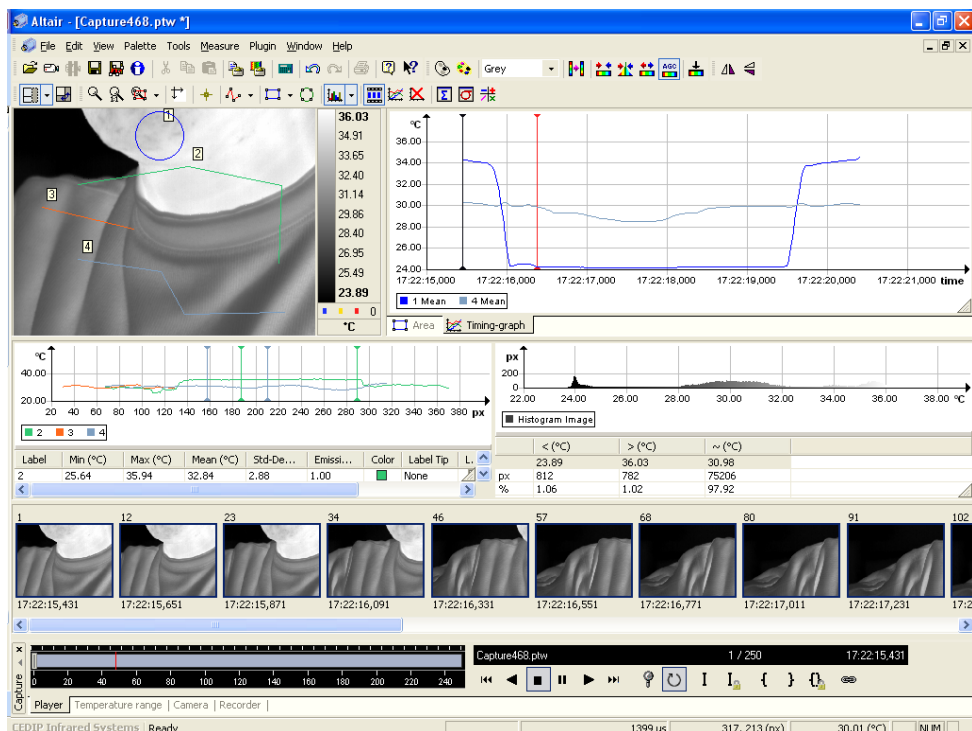 Altair - [Capture468.ptw *]
File Edit View Palette Tools Measure Plugin Window Help
AGC Grey
1
2
3
4
36.03
34.91
33.65
32.40
31.14
29.86
28.40
26.95
25.49
23.89
0
°C
°C
36.00
34.00
32.00
30.00
28.00
26.00
24.00
17:22:15,000 17:22:16,000 17:22:17,000 17:22:18,000 17:22:19,000 17:22:20,000 17:22:21,000 time
1 Mean 4 Mean
Area Timing-graph
°C
40.00
20.00
20 40 60 80 100 120 140 160 180 200 220 240 260 280 300 320 340 360 380 px
2 3 4
px
200
0
22.00 24.00 26.00 28.00 30.00 32.00 34.00 36.00 38.00 °C
Histogram Image
Label Min (°C) Max (°C) Mean (°C) Std-De... Emissi... Color Label Tip L.
2 25.64 35.94 32.84 2.88 1.00 None
< (°C) > (°C) ~ (°C)
23.89 36.03 30.98
px 812 782 75206
% 1.06 1.02 97.92
1 12 23 34 46 57 68 80 91 102
17:22:15,431 17:22:15,651 17:22:15,871 17:22:16,091 17:22:16,331 17:22:16,551 17:22:16,771 17:22:17,011 17:22:17,231 17:2
Capture
0 20 40 60 80 100 120 140 160 180 200 220 240
Capture468.ptw 1 / 250 17:22:15,431
Player Temperature range Camera Recorder
CEDIP Infrared Systems Ready 1399 us 317, 213 (px) 30.01 (°C) NUM